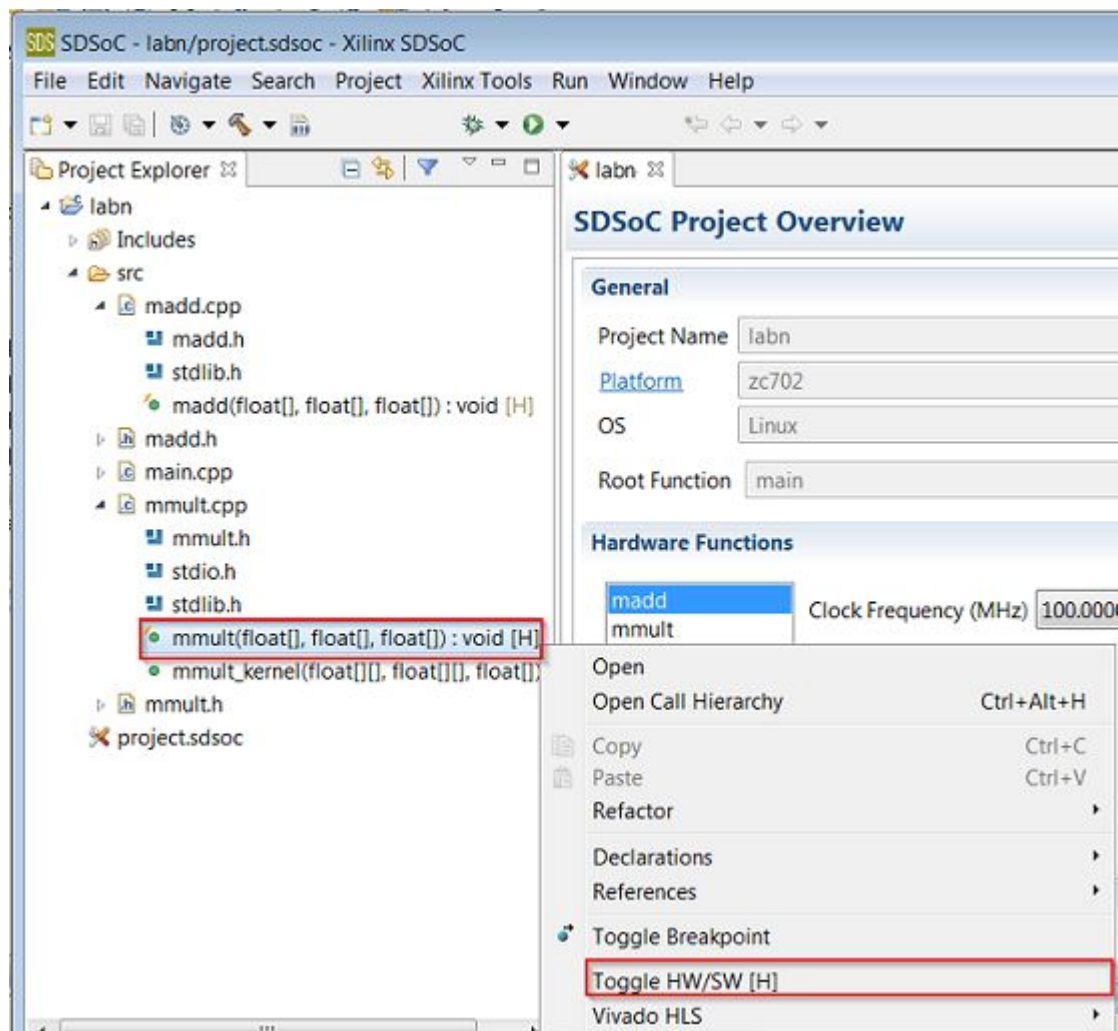 SDS SDSoC - labn/project.sdsoc - Xilinx SDSoC
File Edit Navigate Search Project Xilinx Tools Run Window Help
Project Explorer
labn
Includes
src
madd.cpp
madd.h
stdlib.h
madd(float[], float[], float[]) : void [H]
madd.h
main.cpp
mmult.cpp
mmult.h
stdio.h
stdlib.h
mmult(float[], float[], float[]) : void [H]
mmult_kernel(float[][], float[][], float[])
mmult.h
project.sdsoc
labn
SDSoC Project Overview
General
Project Name labn
Platform zc702
OS Linux
Root Function main
Hardware Functions
madd
mmult
Clock Frequency (MHz) 100.000
Open
Open Call Hierarchy Ctrl+Alt+H
Copy Ctrl+C
Paste Ctrl+V
Refactor
Declarations
References
Toggle Breakpoint
Toggle HW/SW [H]
Vivado HLS